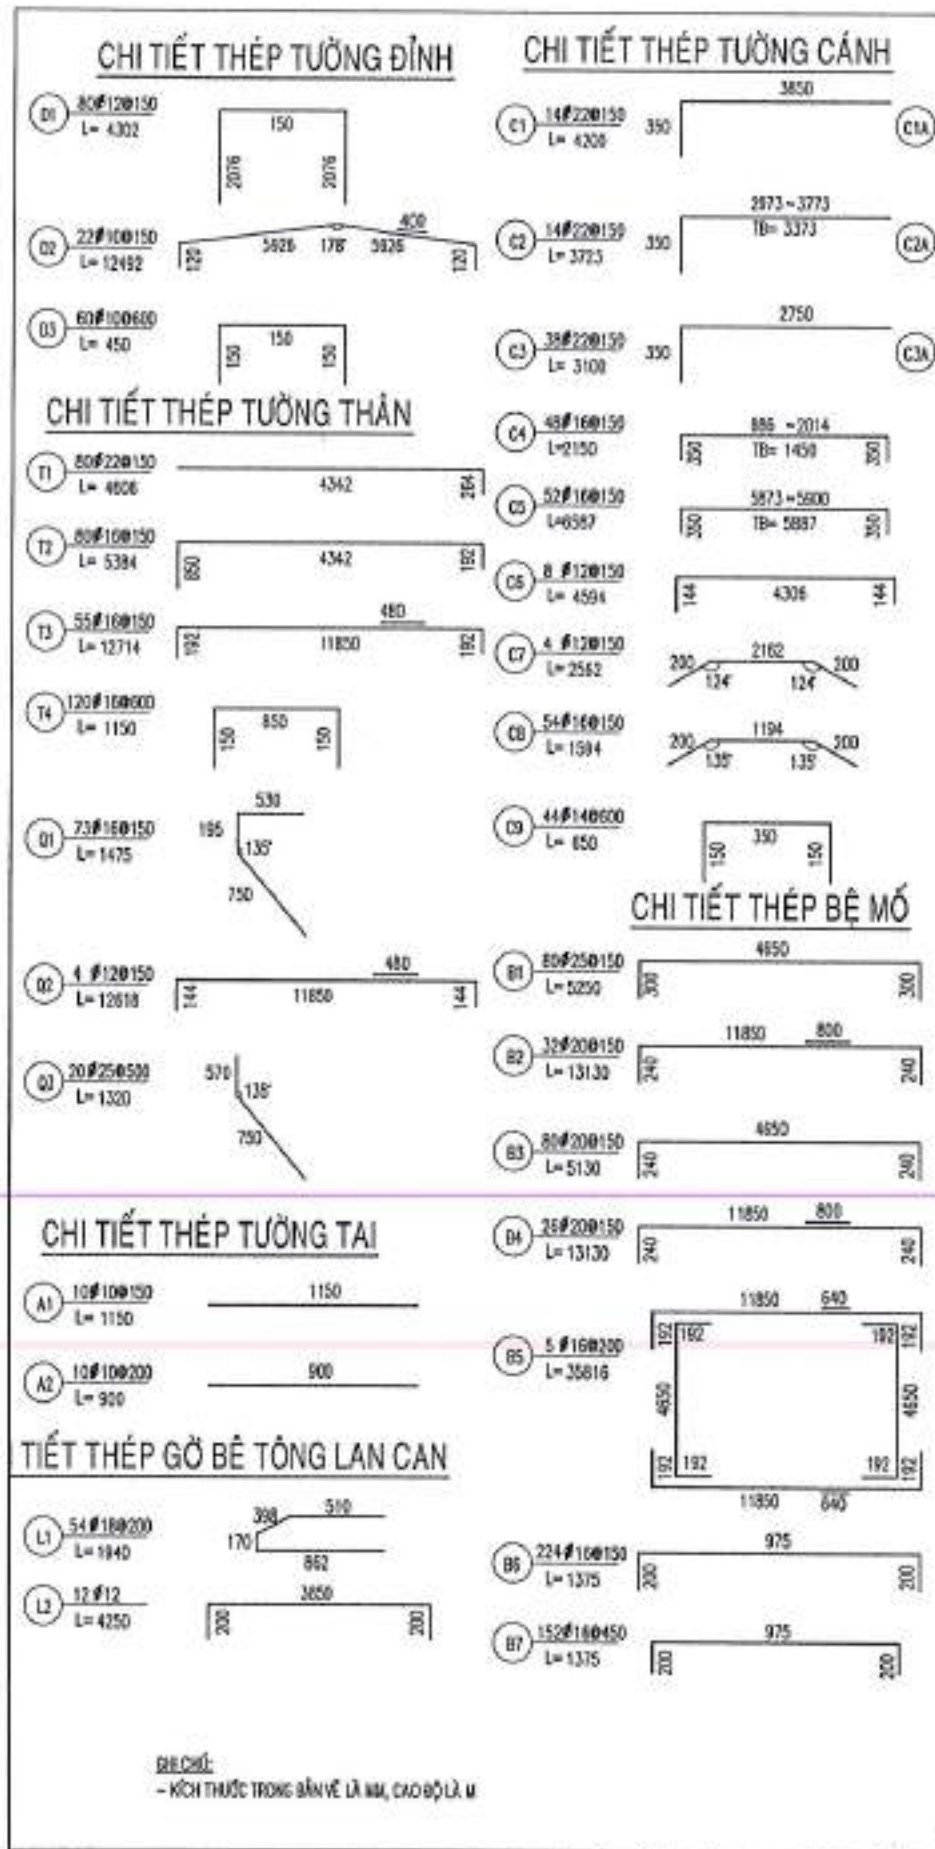 CHI TIẾT THÉP TƯỜNG ĐỈNH
D1 80Ø12@150
L= 4302
150
2076 2076
D2 22Ø10@150
L= 12492
120 5926 178° 5926 400 120
D3 60Ø10@600
L= 450
150
150 150
CHI TIẾT THÉP TƯỜNG THÂN
T1 80Ø22@150
L= 4606
4342 264
T2 80Ø16@150
L= 5384
850 4342 192
T3 55Ø16@150
L= 12714
480
192 11850 192
T4 120Ø16@600
L= 1150
850
150 150
Q1 73Ø16@150
L= 1475
530
195
135°
750
Q2 4 Ø12@150
L= 12618
480
144 11850 144
Q3 20Ø25@500
L= 1320
570
135°
750
CHI TIẾT THÉP TƯỜNG TAI
A1 10Ø10@150
L= 1150
1150
A2 10Ø10@200
L= 900
900
TIẾT THÉP GỜ BÊ TÔNG LAN CAN
L1 54Ø18@200
L= 1940
398 510
170
862
L2 12Ø12
L= 4250
3850
200 200
CHI TIẾT THÉP TƯỜNG CÁNH
C1 14Ø22@150
L= 4200
350 3850
C1A
C2 14Ø22@150
L= 3723
350 2973~3773
TB= 3373
C2A
C3 38Ø22@150
L= 3100
350 2750
C3A
C4 48Ø16@150
L=2150
886 ~2014
350 TB= 1450 350
C5 52Ø16@150
L=6587
5873~5900
350 TB= 5887 350
C6 8 Ø12@150
L= 4594
144 4306 144
C7 4 Ø12@150
L= 2562
200 2162 200
124° 124°
C8 54Ø16@150
L= 1594
200 1194 200
135° 135°
C9 44Ø14@600
L= 650
350
150 150
CHI TIẾT THÉP BỆ MỐ
B1 80Ø25@150
L= 5250
4650
300 300
B2 32Ø20@150
L= 13130
11850 800
240 240
B3 80Ø20@150
L= 5130
4650
240 240
B4 26Ø20@150
L= 13130
11850 800
240 240
B5 5 Ø16@200
L= 35816
11850 640
192 192 192 192
4650 4650
192 192 192 192
11850 640
B6 224Ø16@150
L= 1375
975
200 200
B7 152Ø16@450
L= 1375
975
200 200
GHI CHÚ:
- KÍCH THƯỚC TRONG BẢN VẼ LÀ MM, CAO ĐỘ LÀ M